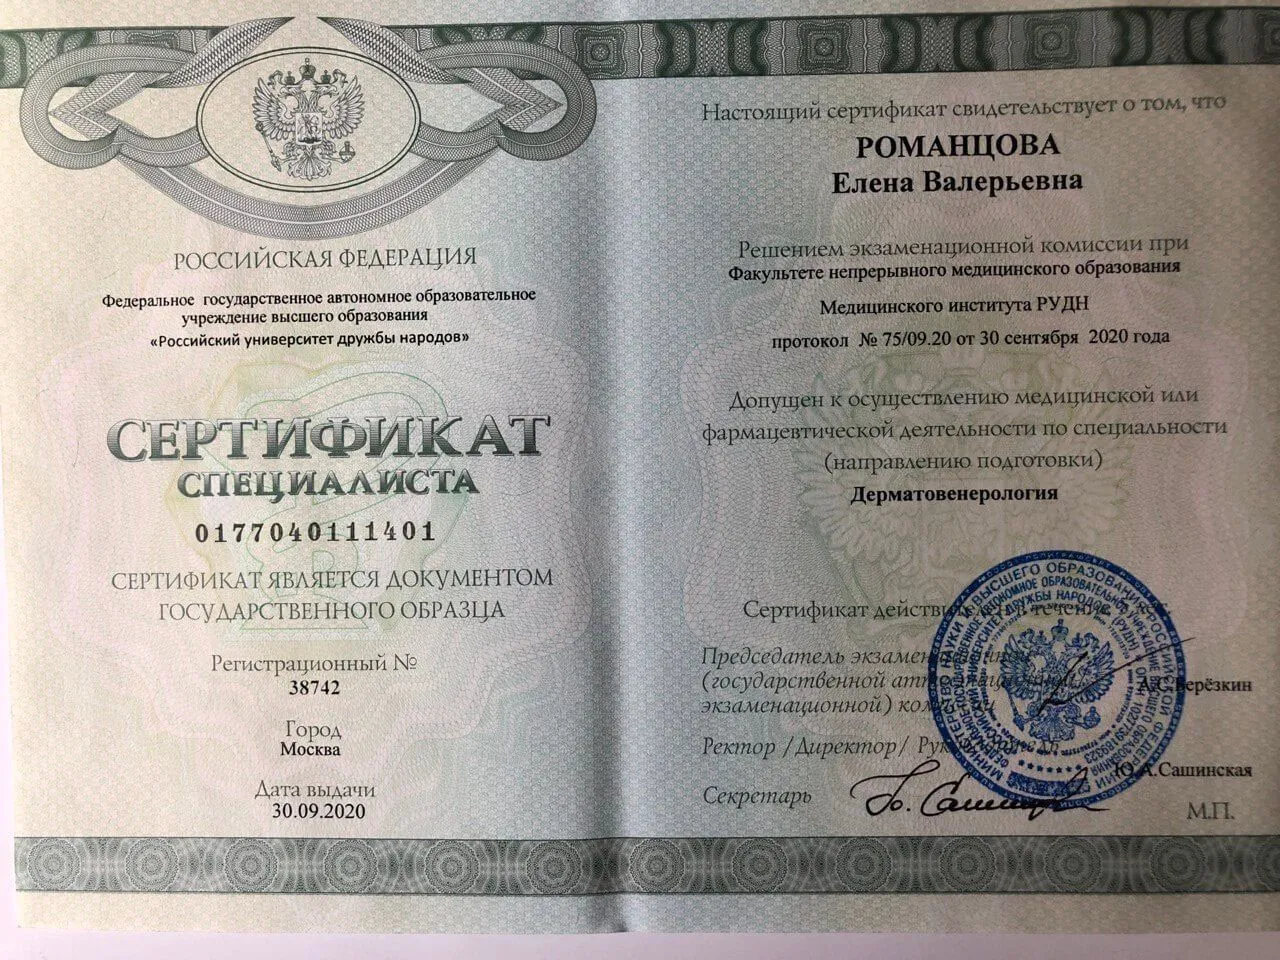 РОССИЙСКАЯ ФЕДЕРАЦИЯ
Федеральное государственное автономное образовательное
учреждение высшего образования
«Российский университет дружбы народов»
СЕРТИФИКАТ
СПЕЦИАЛИСТА
0177040111401
СЕРТИФИКАТ ЯВЛЯЕТСЯ ДОКУМЕНТОМ
ГОСУДАРСТВЕННОГО ОБРАЗЦА
Регистрационный №
38742
Город
Москва
Дата выдачи
30.09.2020
Настоящий сертификат свидетельствует о том, что
РОМАНЦОВА
Елена Валерьевна
Решением экзаменационной комиссии при
Факультете непрерывного медицинского образования
Медицинского института РУДН
протокол № 75/09.20 от 30 сентября 2020 года
Допущен к осуществлению медицинской или
фармацевтической деятельности по специальности
(направлению подготовки)
Дерматовенерология
Сертификат действителен в течение 5 лет.
Председатель экзаменационной
(государственной аттестационной,
экзаменационной) комиссии
А.С. Берёзкин
Ректор /Директор/ Руководитель
Ю.А.Сашинская
Секретарь
М.П.